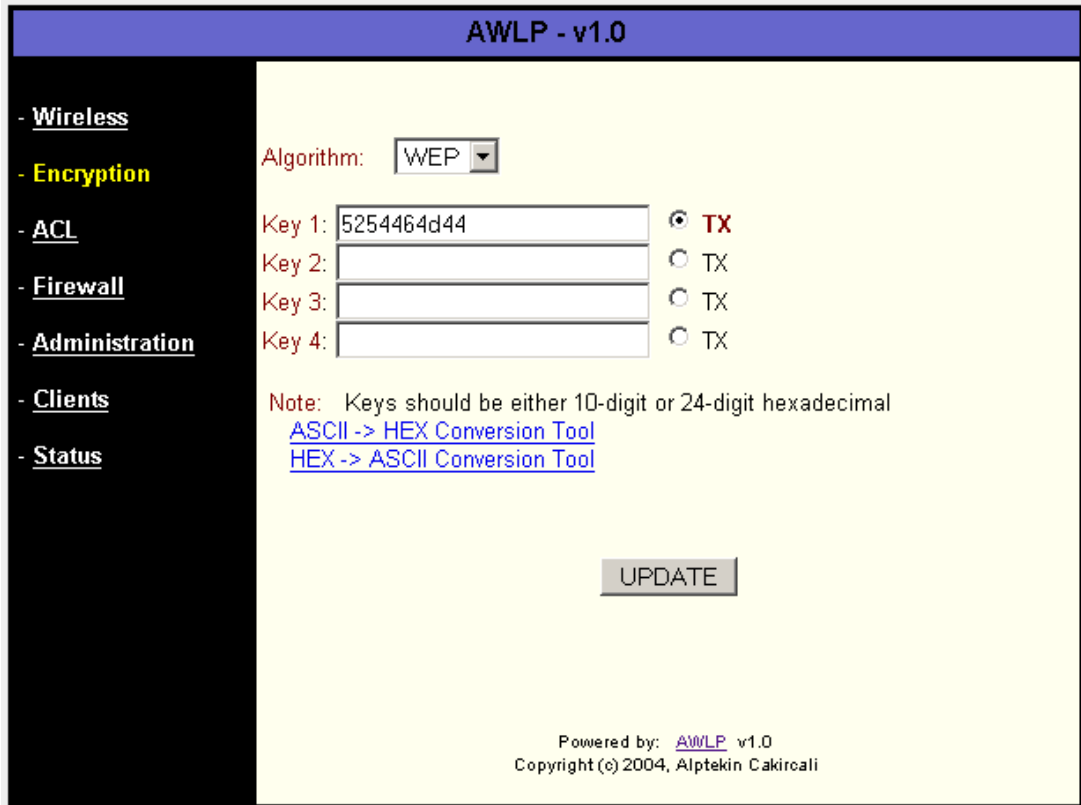 AWLP - v1.0
- Wireless
- Encryption
- ACL
- Firewall
- Administration
- Clients
- Status
Algorithm: WEP
Key 1: 5254464d44 TX
Key 2: TX
Key 3: TX
Key 4: TX
Note: Keys should be either 10-digit or 24-digit hexadecimal
ASCII -> HEX Conversion Tool
HEX -> ASCII Conversion Tool
UPDATE
Powered by: AWLP v1.0
Copyright (c) 2004, Alptekin Cakircali